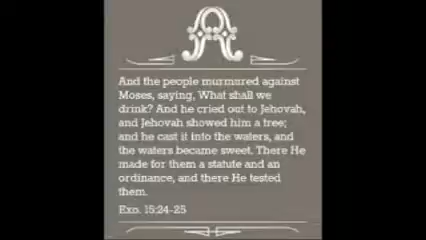 A
And the people murmured against
Moses, saying, What shall we
drink? And he cried out to Jehovah,
and Jehovah showed him a tree;
and he cast it into the waters, and
the waters became sweet. There He
made for them a statute and an
ordinance, and there He tested
them.
Exo. 15:24-25